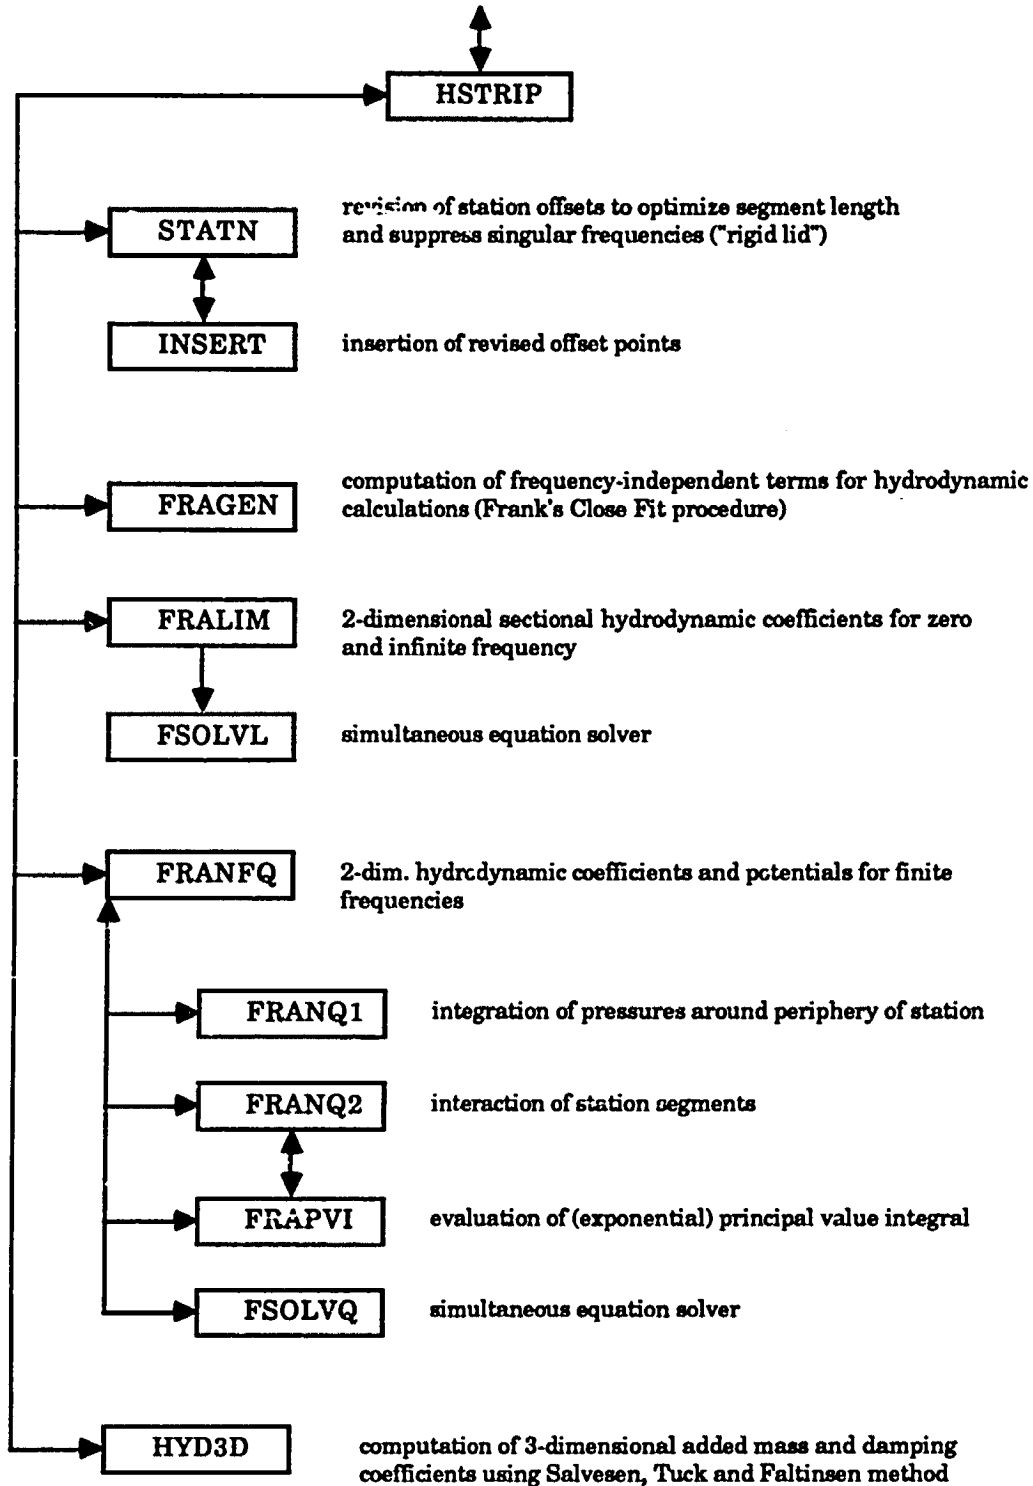 HSTRIP
STATN
revision of station offsets to optimize segment length
and suppress singular frequencies ("rigid lid")
INSERT
insertion of revised offset points
FRAGEN
computation of frequency-independent terms for hydrodynamic
calculations (Frank's Close Fit procedure)
FRALIM
2-dimensional sectional hydrodynamic coefficients for zero
and infinite frequency
FSOLVL
simultaneous equation solver
FRANFQ
2-dim. hydrodynamic coefficients and potentials for finite
frequencies
FRANQ1
integration of pressures around periphery of station
FRANQ2
interaction of station segments
FRAPVI
evaluation of (exponential) principal value integral
FSOLVQ
simultaneous equation solver
HYD3D
computation of 3-dimensional added mass and damping
coefficients using Salvesen, Tuck and Faltinsen method